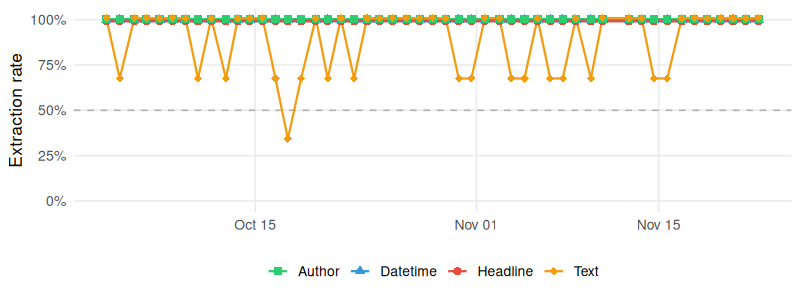 100%
75%
50%
25%
0%
Extraction rate
Oct 15 Nov 01 Nov 15
Author Datetime Headline Text